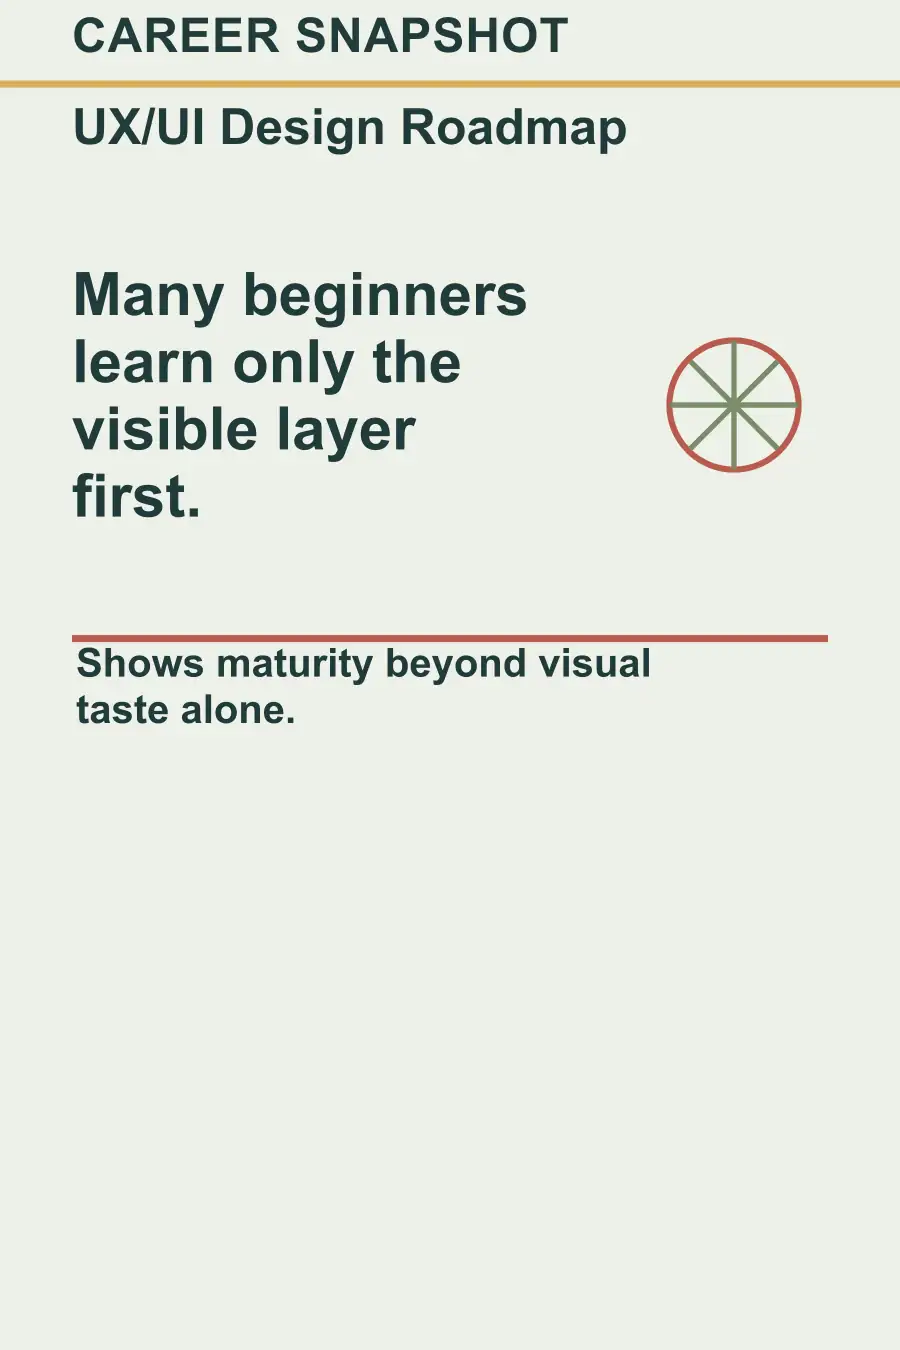 CAREER SNAPSHOT
UX/UI Design Roadmap
Many beginners
learn only the
visible layer
first.
Shows maturity beyond visual
taste alone.